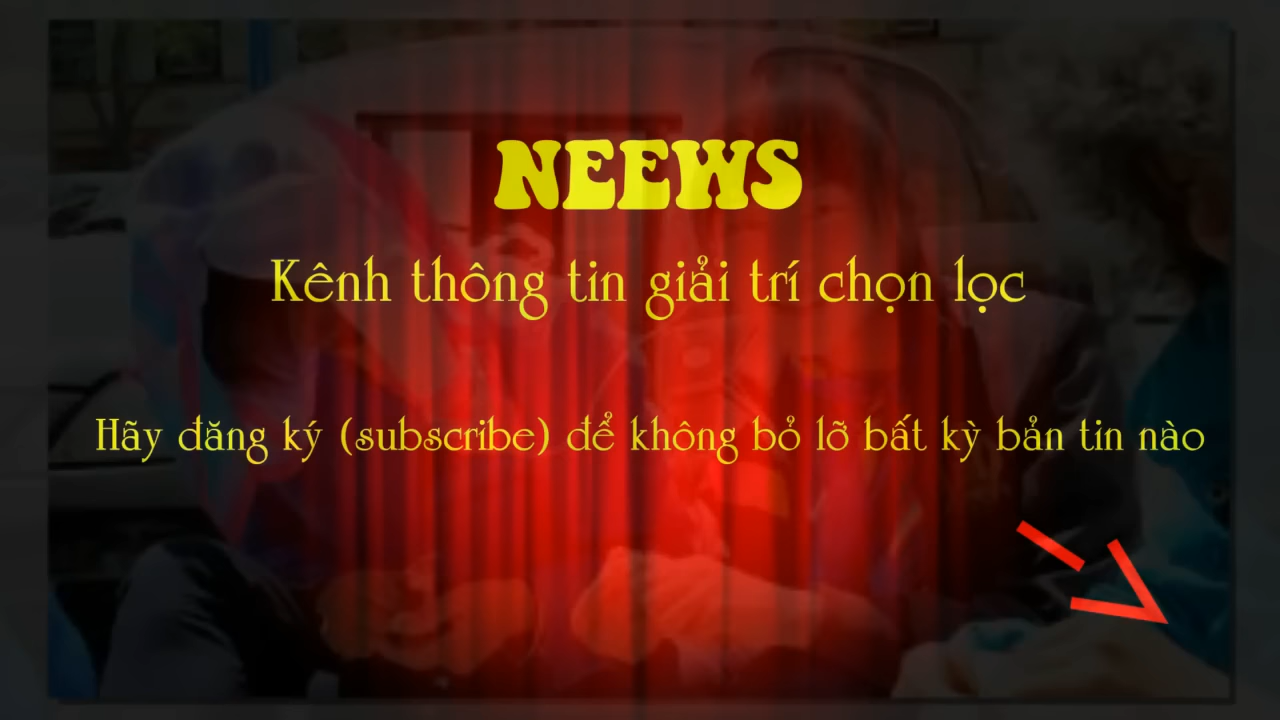 NEEWS
Kênh thông tin giải trí chọn lọc
Hãy đăng ký (subscribe) để không bỏ lỡ bất kỳ bản tin nào